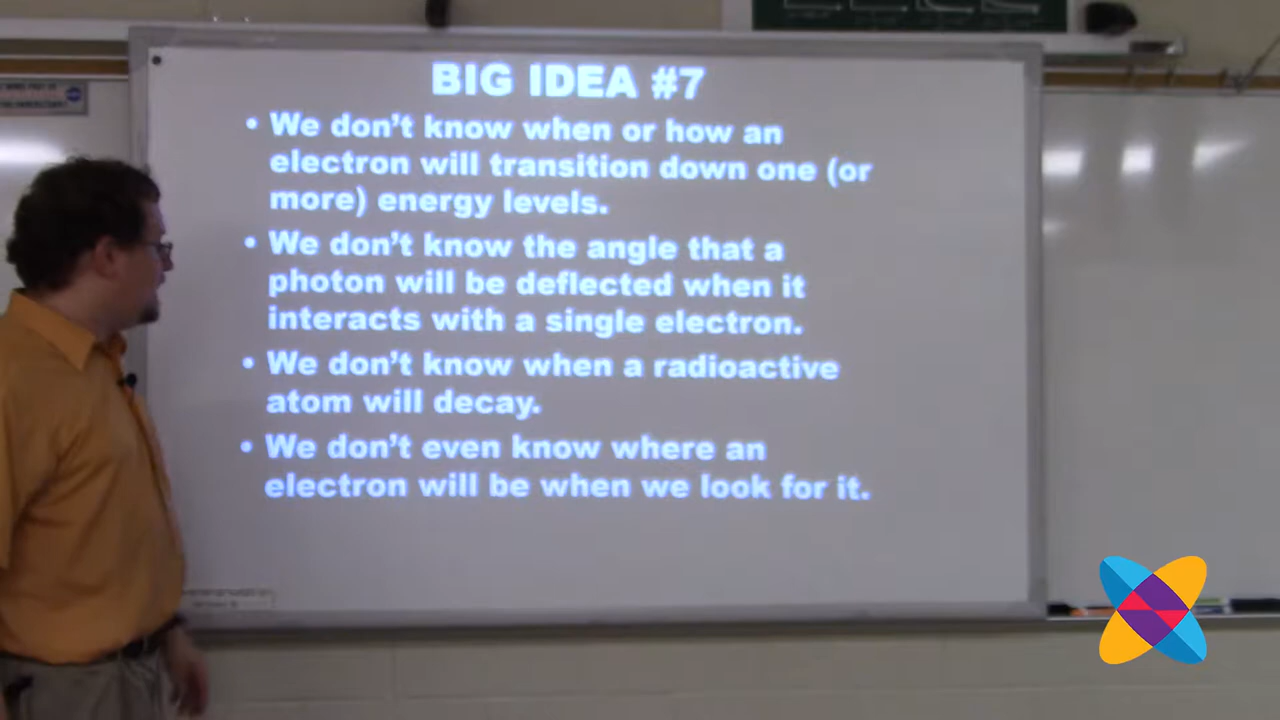 BIG IDEA #7
• We don't know when or how an
electron will transition down one (or
more) energy levels.
• We don't know the angle that a
photon will be deflected when it
interacts with a single electron.
• We don't know when a radioactive
atom will decay.
• We don't even know where an
electron will be when we look for it.